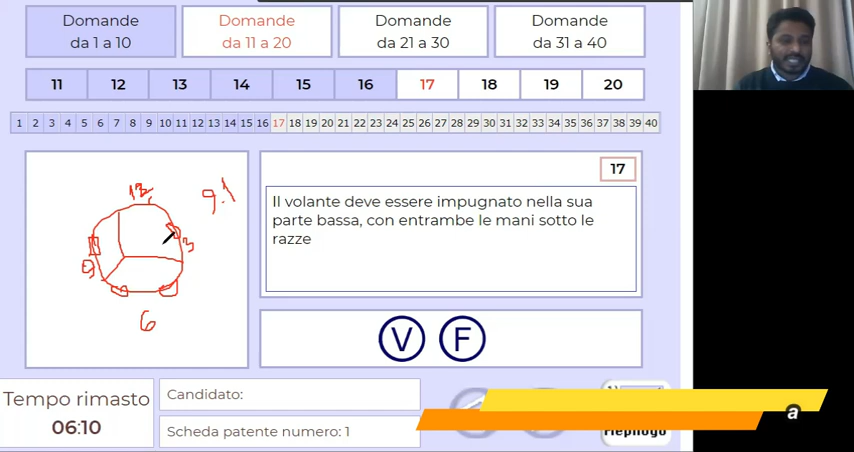 Domande
da 1 a 10
Domande
da 11 a 20
Domande
da 21 a 30
Domande
da 31 a 40
11 12 13 14 15 16 17 18 19 20
1 2 3 4 5 6 7 8 9 10 11 12 13 14 15 16 17 18 19 20 21 22 23 24 25 26 27 28 29 30 31 32 33 34 35 36 37 38 39 40
12
9
3
6
17
Il volante deve essere impugnato nella sua
parte bassa, con entrambe le mani sotto le
razze
V F
Tempo rimasto
06:10
Candidato:
Scheda patente numero: 1
a